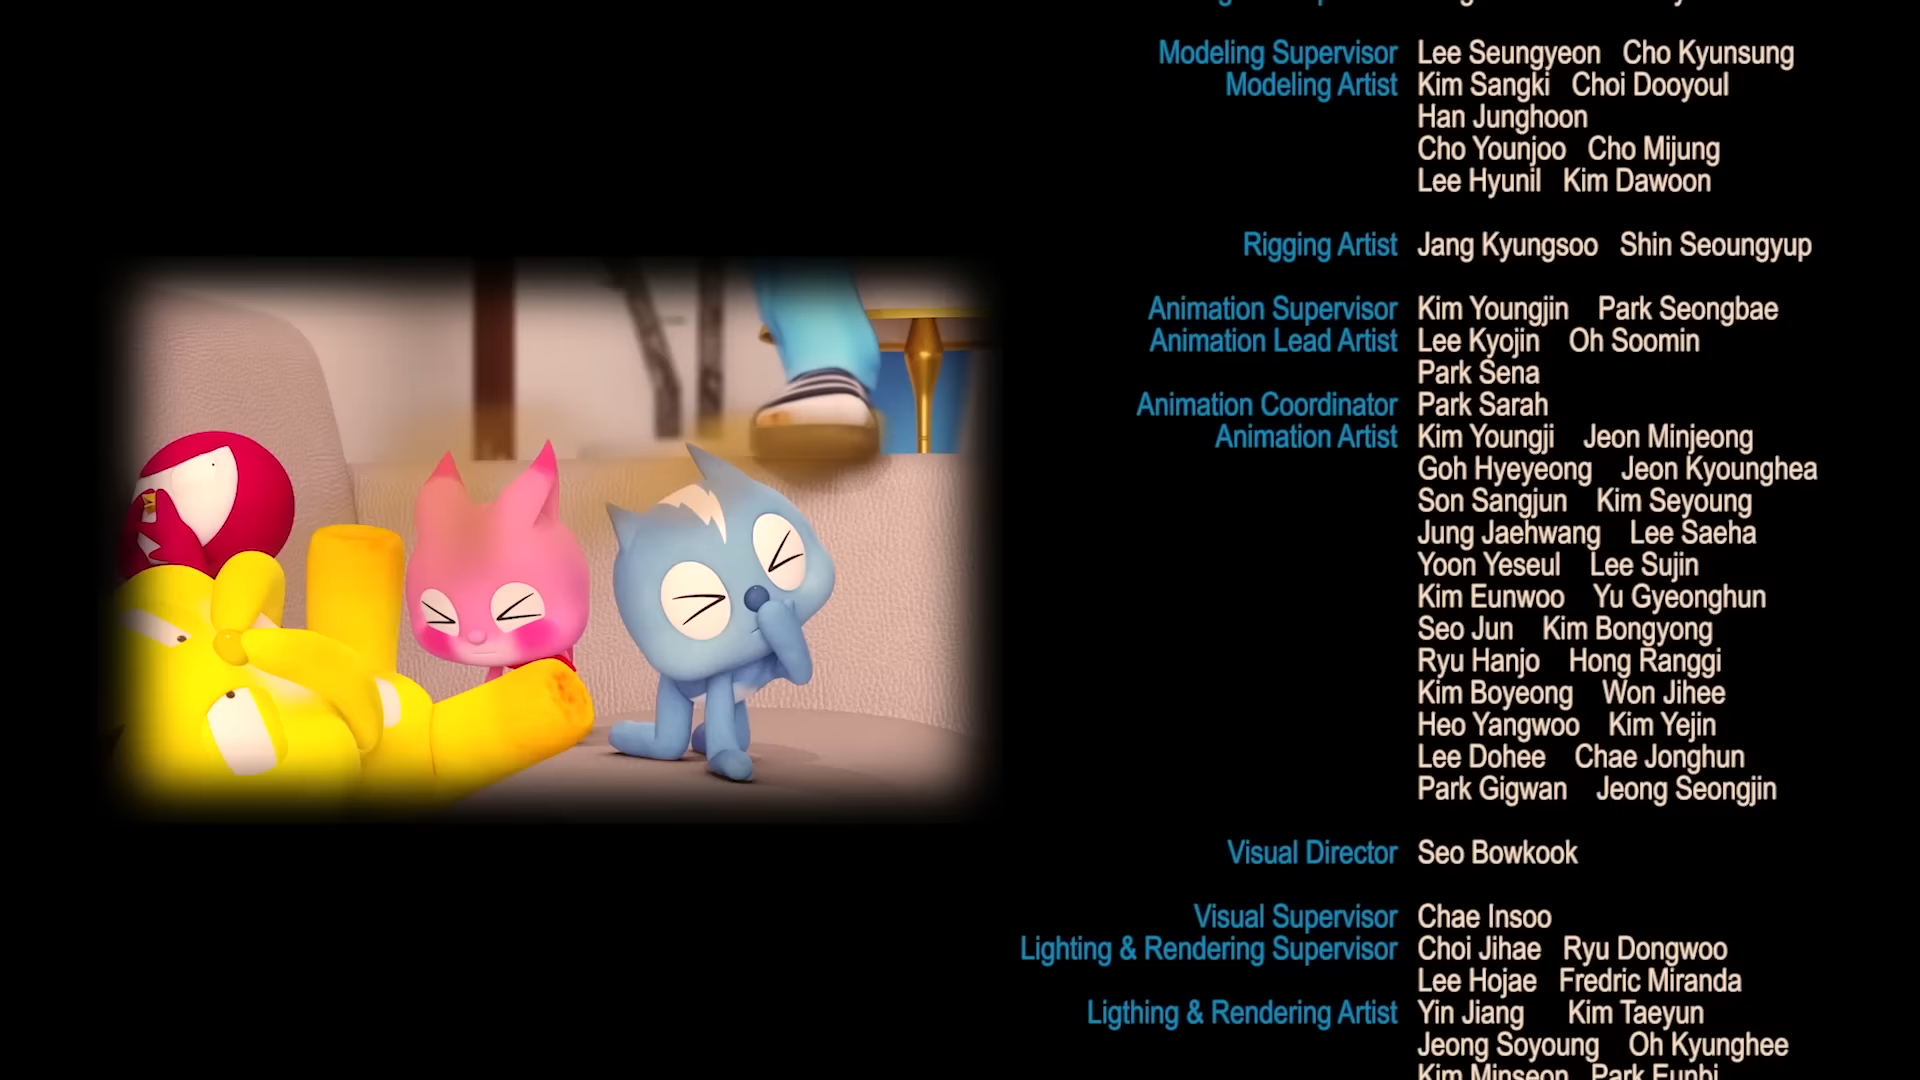 Modeling Supervisor Lee Seungyeon Cho Kyunsung
Modeling Artist Kim Sangki Choi Dooyoul
Han Junghoon
Cho Younjoo Cho Mijung
Lee Hyunil Kim Dawoon
Rigging Artist Jang Kyungsoo Shin Seoungyup
Animation Supervisor Kim Youngjin Park Seongbae
Animation Lead Artist Lee Kyojin Oh Soomin
Park Sena
Animation Coordinator Park Sarah
Animation Artist Kim Youngji Jeon Minjeong
Goh Hyeyeong Jeon Kyounghea
Son Sangjun Kim Seyoung
Jung Jaehwang Lee Saeha
Yoon Yeseul Lee Sujin
Kim Eunwoo Yu Gyeonghun
Seo Jun Kim Bongyong
Ryu Hanjo Hong Ranggi
Kim Boyeong Won Jihee
Heo Yangwoo Kim Yejin
Lee Dohee Chae Jonghun
Park Gigwan Jeong Seongjin
Visual Director Seo Bowkook
Visual Supervisor Chae Insoo
Lighting & Rendering Supervisor Choi Jihae Ryu Dongwoo
Lee Hojae Fredric Miranda
Ligthing & Rendering Artist Yin Jiang Kim Taeyun
Jeong Soyoung Oh Kyunghee
Kim Minseon Park Eunbi